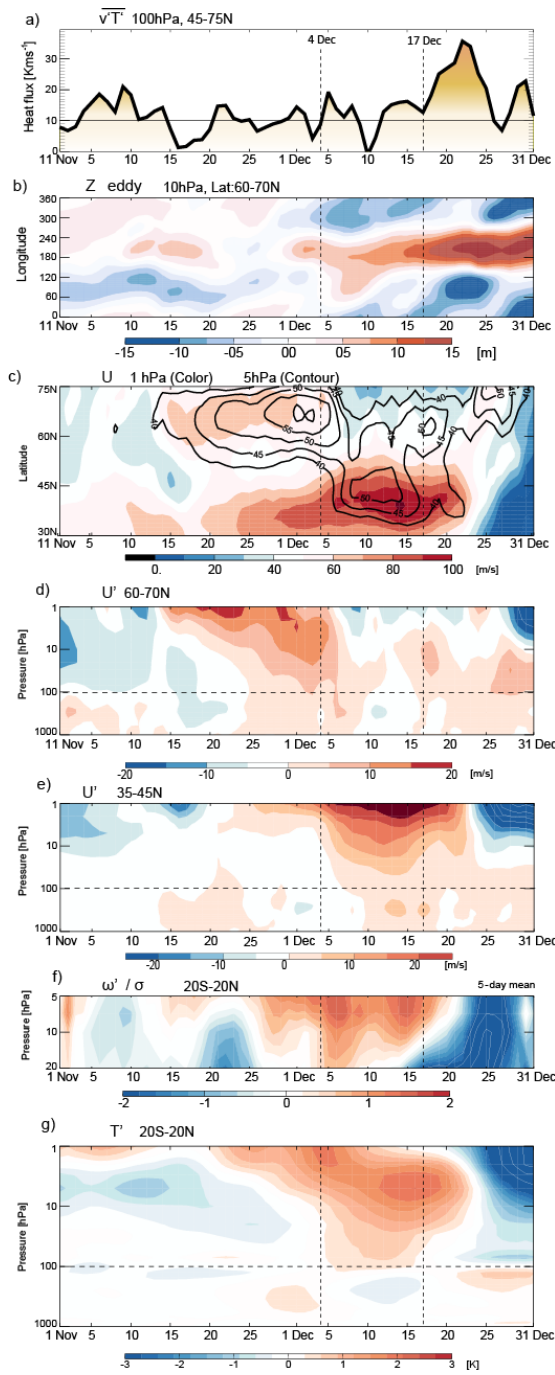 a) v'T' 100hPa, 45-75N
4 Dec 17 Dec
Heat flux [Kms⁻¹]
30
20
10
0
11 Nov 5 10 15 20 25 1 Dec 5 10 15 20 25 31 Dec
b) Z eddy 10hPa, Lat:60-70N
Longitude
360
300
240
180
120
60
0
11 Nov 5 10 15 20 25 1 Dec 5 10 15 20 25 31 Dec
-15 -10 -05 00 05 10 15 [m]
c) U 1 hPa (Color) 5hPa (Contour)
Latitude
75N
60N
45N
30N
11 Nov 5 10 15 20 25 1 Dec 5 10 15 20 25 31 Dec
0. 20 40 60 80 100 [m/s]
d) U' 60-70N
Pressure [hPa]
1
10
100
1000
11 Nov 5 10 15 20 25 1 Dec 5 10 15 20 25 31 Dec
-20 -10 0 10 20 [m/s]
e) U' 35-45N
Pressure [hPa]
1
10
100
1000
1 Nov 5 10 15 20 25 1 Dec 5 10 15 20 25 31 Dec
-20 -10 0 10 20 [m/s]
f) ω' / σ 20S-20N 5-day mean
Pressure [hPa]
5
10
20
1 Nov 5 10 15 20 25 1 Dec 5 10 15 20 25 31 Dec
-2 -1 0 1 2
g) T' 20S-20N
Pressure [hPa]
1
10
100
1000
1 Nov 5 10 15 20 25 1 Dec 5 10 15 20 25 31 Dec
-3 -2 -1 0 1 2 3 [K]